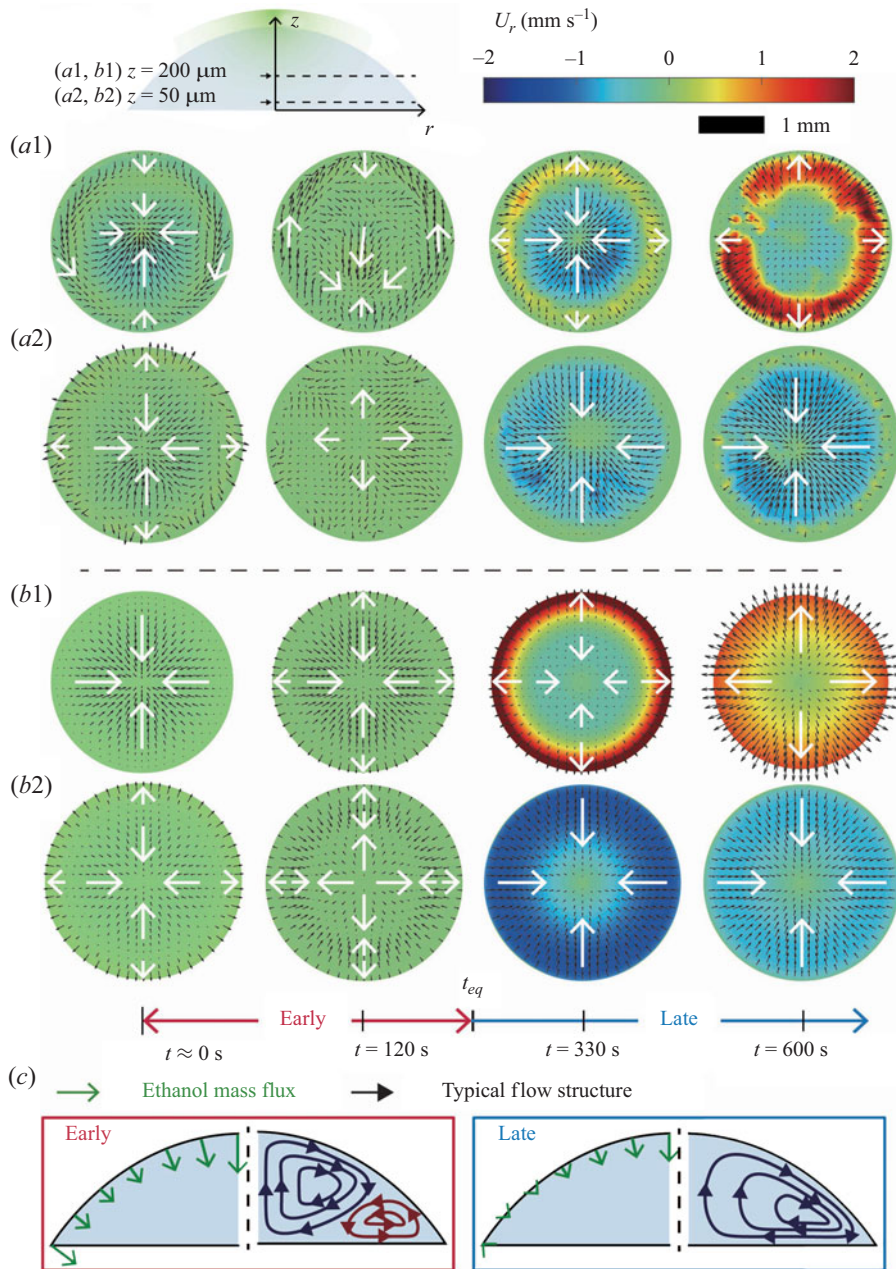 z
U_r (mm s⁻¹)
−2 −1 0 1 2
(a1, b1) z = 200 μm
(a2, b2) z = 50 μm
r
1 mm
(a1)
(a2)
(b1)
(b2)
t_eq
Early Late
t ≈ 0 s t = 120 s t = 330 s t = 600 s
(c)
Ethanol mass flux Typical flow structure
Early Late